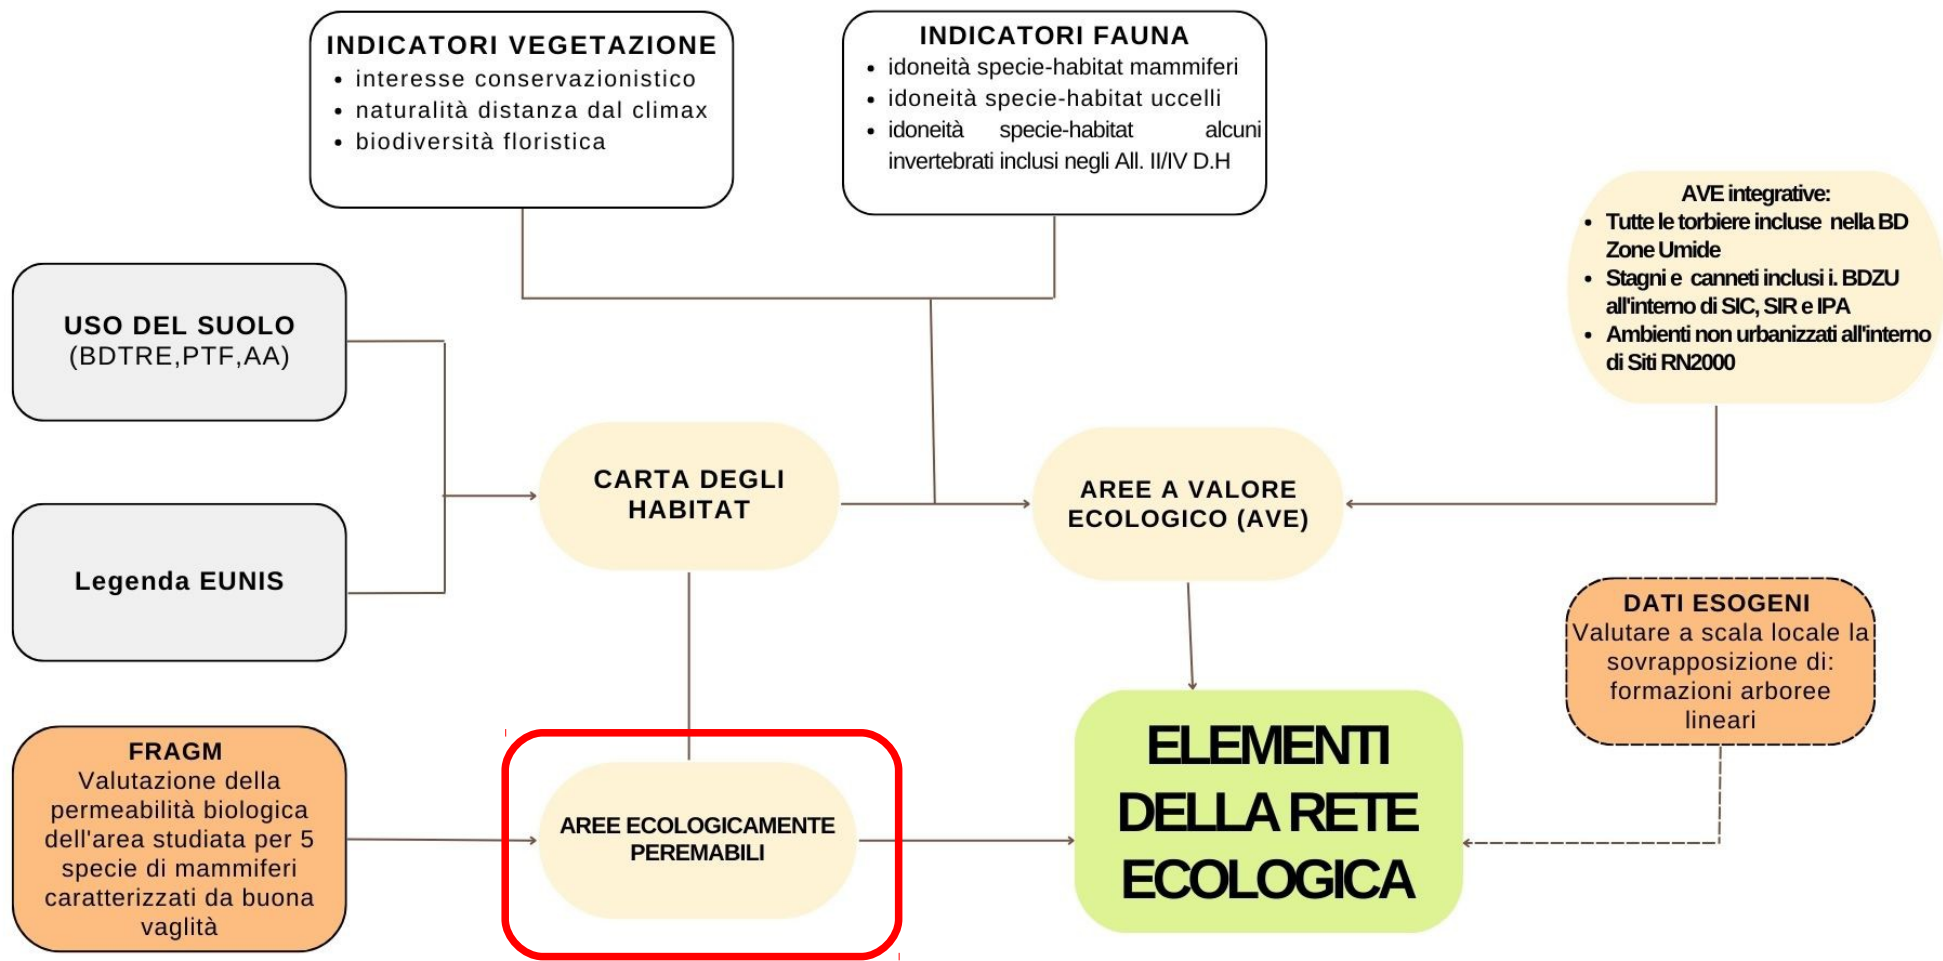 INDICATORI VEGETAZIONE
• interesse conservazionistico
• naturalità distanza dal climax
• biodiversità floristica
INDICATORI FAUNA
• idoneità specie-habitat mammiferi
• idoneità specie-habitat uccelli
• idoneità specie-habitat alcuni
invertebrati inclusi negli All. II/IV D.H
AVE integrative:
• Tutte le torbiere incluse nella BD
Zone Umide
• Stagni e canneti inclusi i. BDZU
all'interno di SIC, SIR e IPA
• Ambienti non urbanizzati all'interno
di Siti RN2000
USO DEL SUOLO
(BDTRE,PTF,AA)
CARTA DEGLI
HABITAT
AREE A VALORE
ECOLOGICO (AVE)
Legenda EUNIS
DATI ESOGENI
Valutare a scala locale la
sovrapposizione di:
formazioni arboree
lineari
FRAGM
Valutazione della
permeabilità biologica
dell'area studiata per 5
specie di mammiferi
caratterizzati da buona
vaglità
AREE ECOLOGICAMENTE
PEREMABILI
ELEMENTI
DELLA RETE
ECOLOGICA